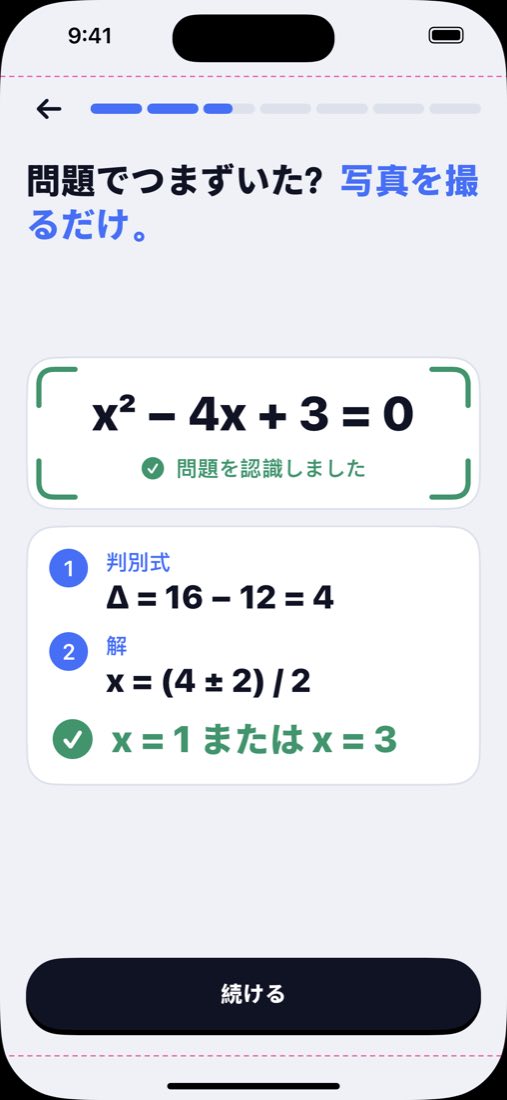 9:41
問題でつまずいた? 写真を撮
るだけ。
x² − 4x + 3 = 0
問題を認識しました
1 判別式
Δ = 16 − 12 = 4
2 解
x = (4 ± 2) / 2
x = 1 または x = 3
続ける